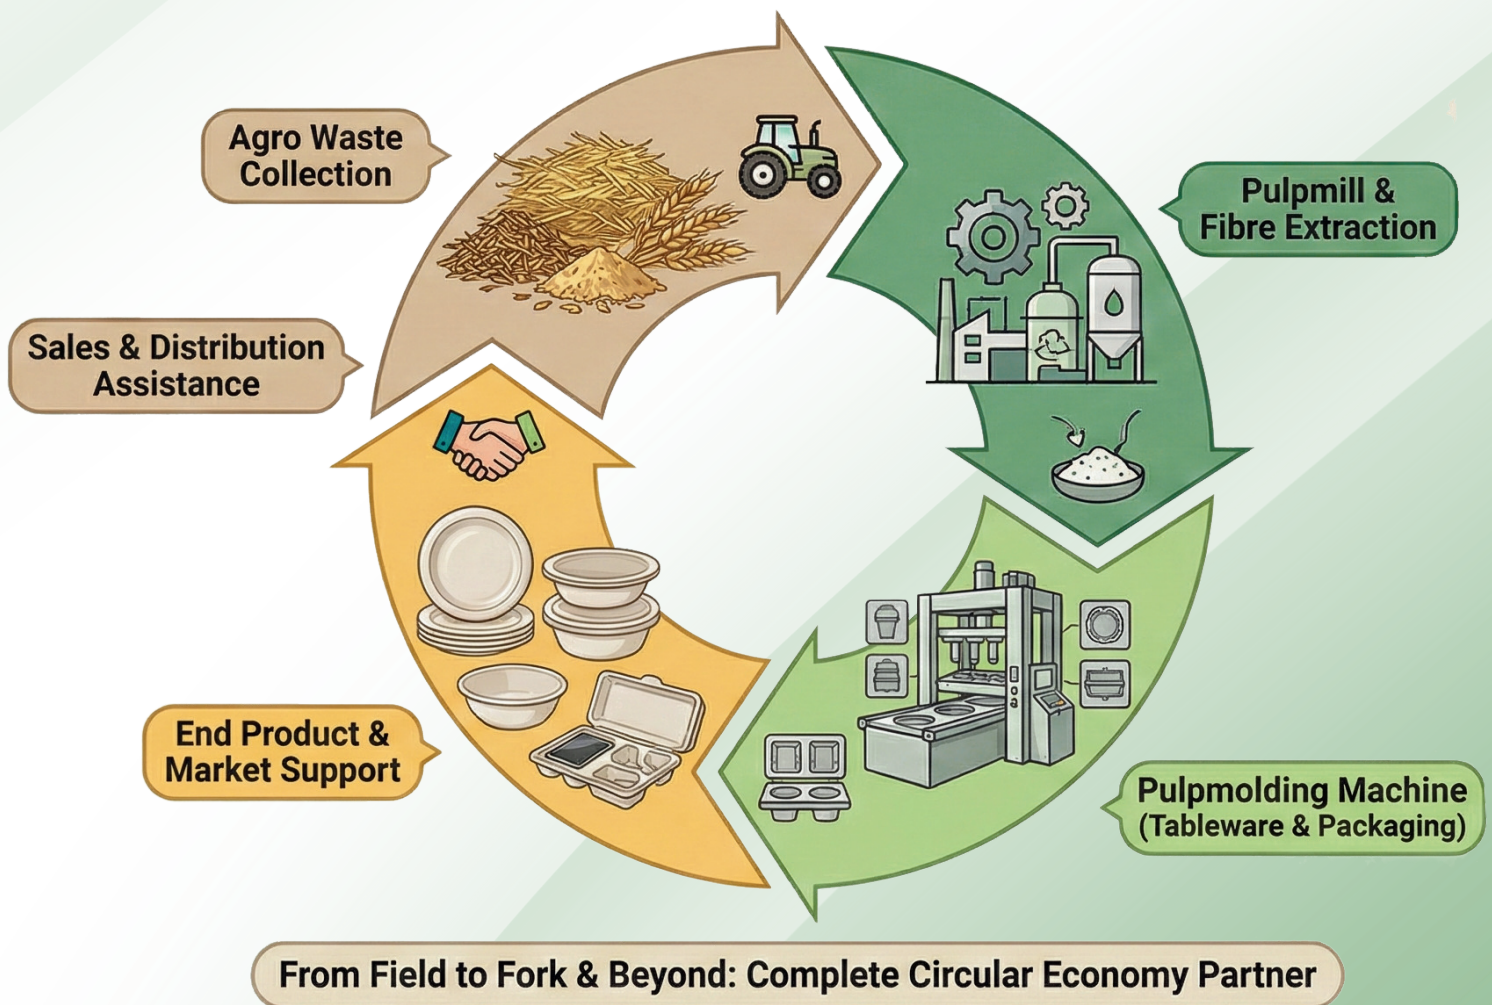 Agro Waste
Collection
Pulpmill &
Fibre Extraction
Sales & Distribution
Assistance
End Product &
Market Support
Pulpmolding Machine
(Tableware & Packaging)
From Field to Fork & Beyond: Complete Circular Economy Partner